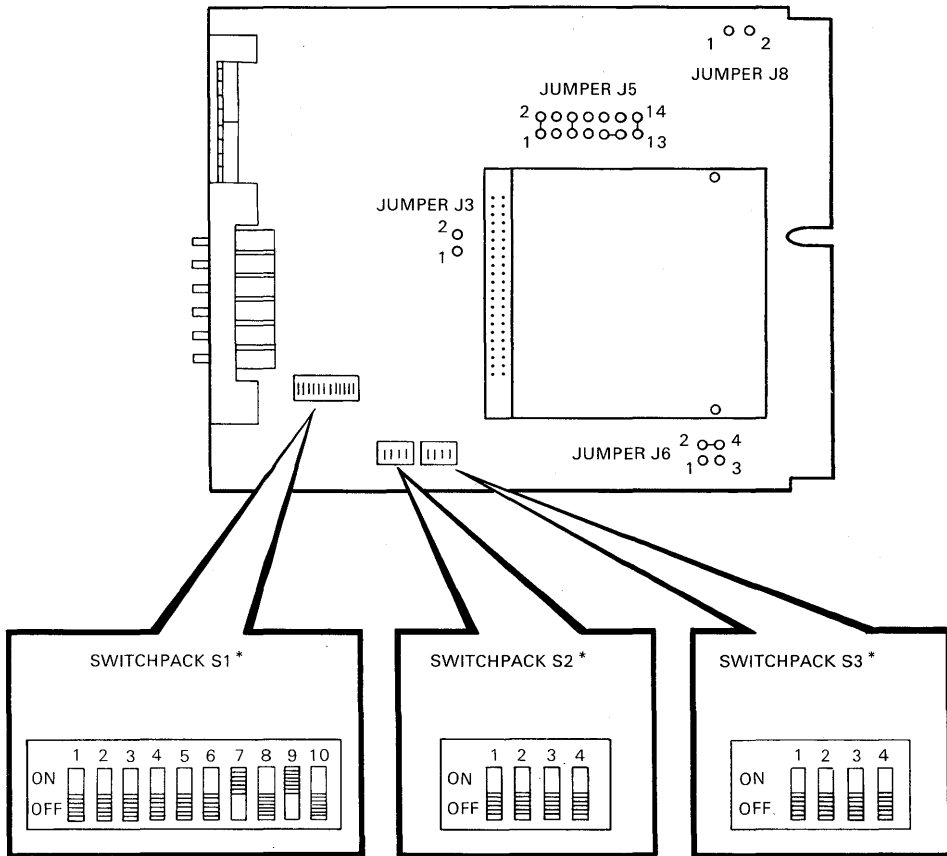 1 2
JUMPER J8
JUMPER J5
2 14
1 13
JUMPER J3
2
1
JUMPER J6
2 4
1 3
SWITCHPACK S1*
1 2 3 4 5 6 7 8 9 10
ON
OFF
SWITCHPACK S2*
1 2 3 4
ON
OFF
SWITCHPACK S3*
1 2 3 4
ON
OFF